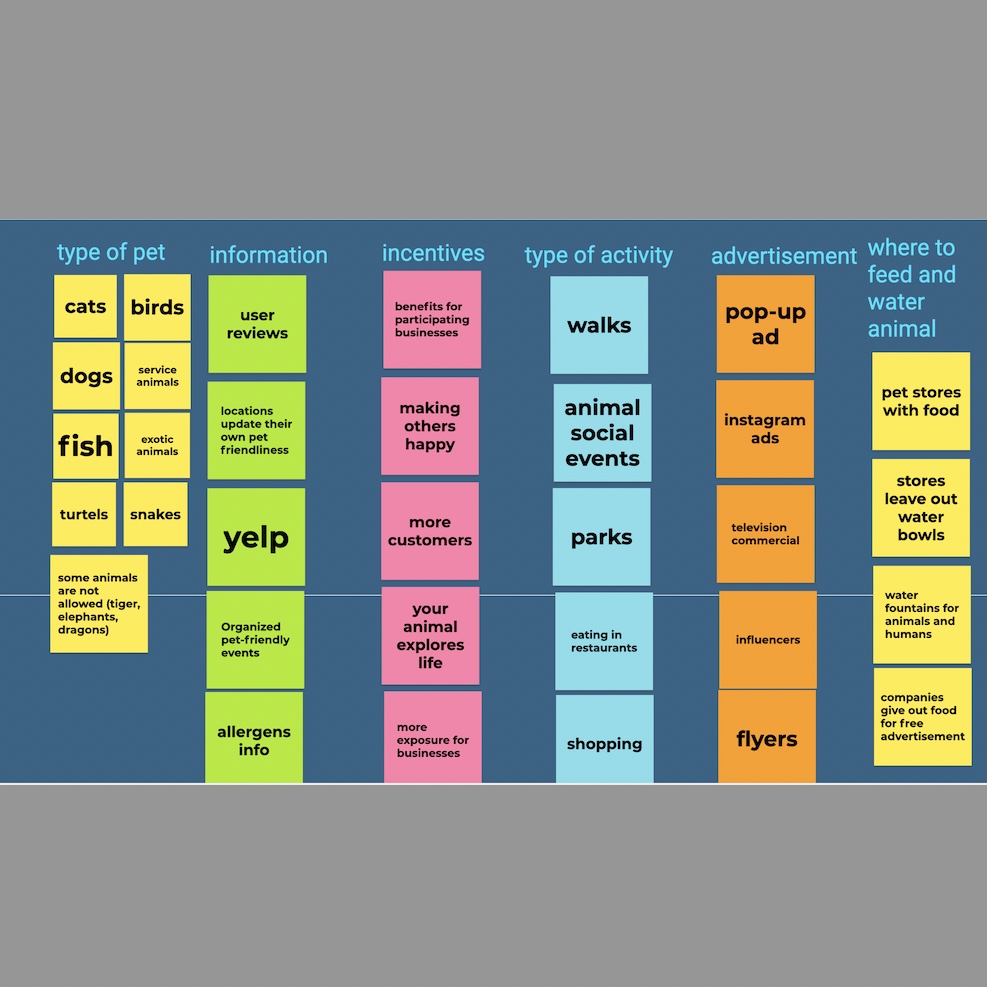 type of pet
cats
birds
dogs
service
animals
fish
exotic
animals
turtels
snakes
some animals
are not
allowed (tiger,
elephants,
dragons)
information
user
reviews
locations
update their
own pet
friendliness
yelp
Organized
pet-friendly
events
allergens
info
incentives
benefits for
participating
businesses
making
others
happy
more
customers
your
animal
explores
life
more
exposure for
businesses
type of activity
walks
animal
social
events
parks
eating in
restaurants
shopping
advertisement
pop-up
ad
instagram
ads
television
commercial
influencers
flyers
where to
feed and
water
animal
pet stores
with food
stores
leave out
water
bowls
water
fountains for
animals and
humans
companies
give out food
for free
advertisement